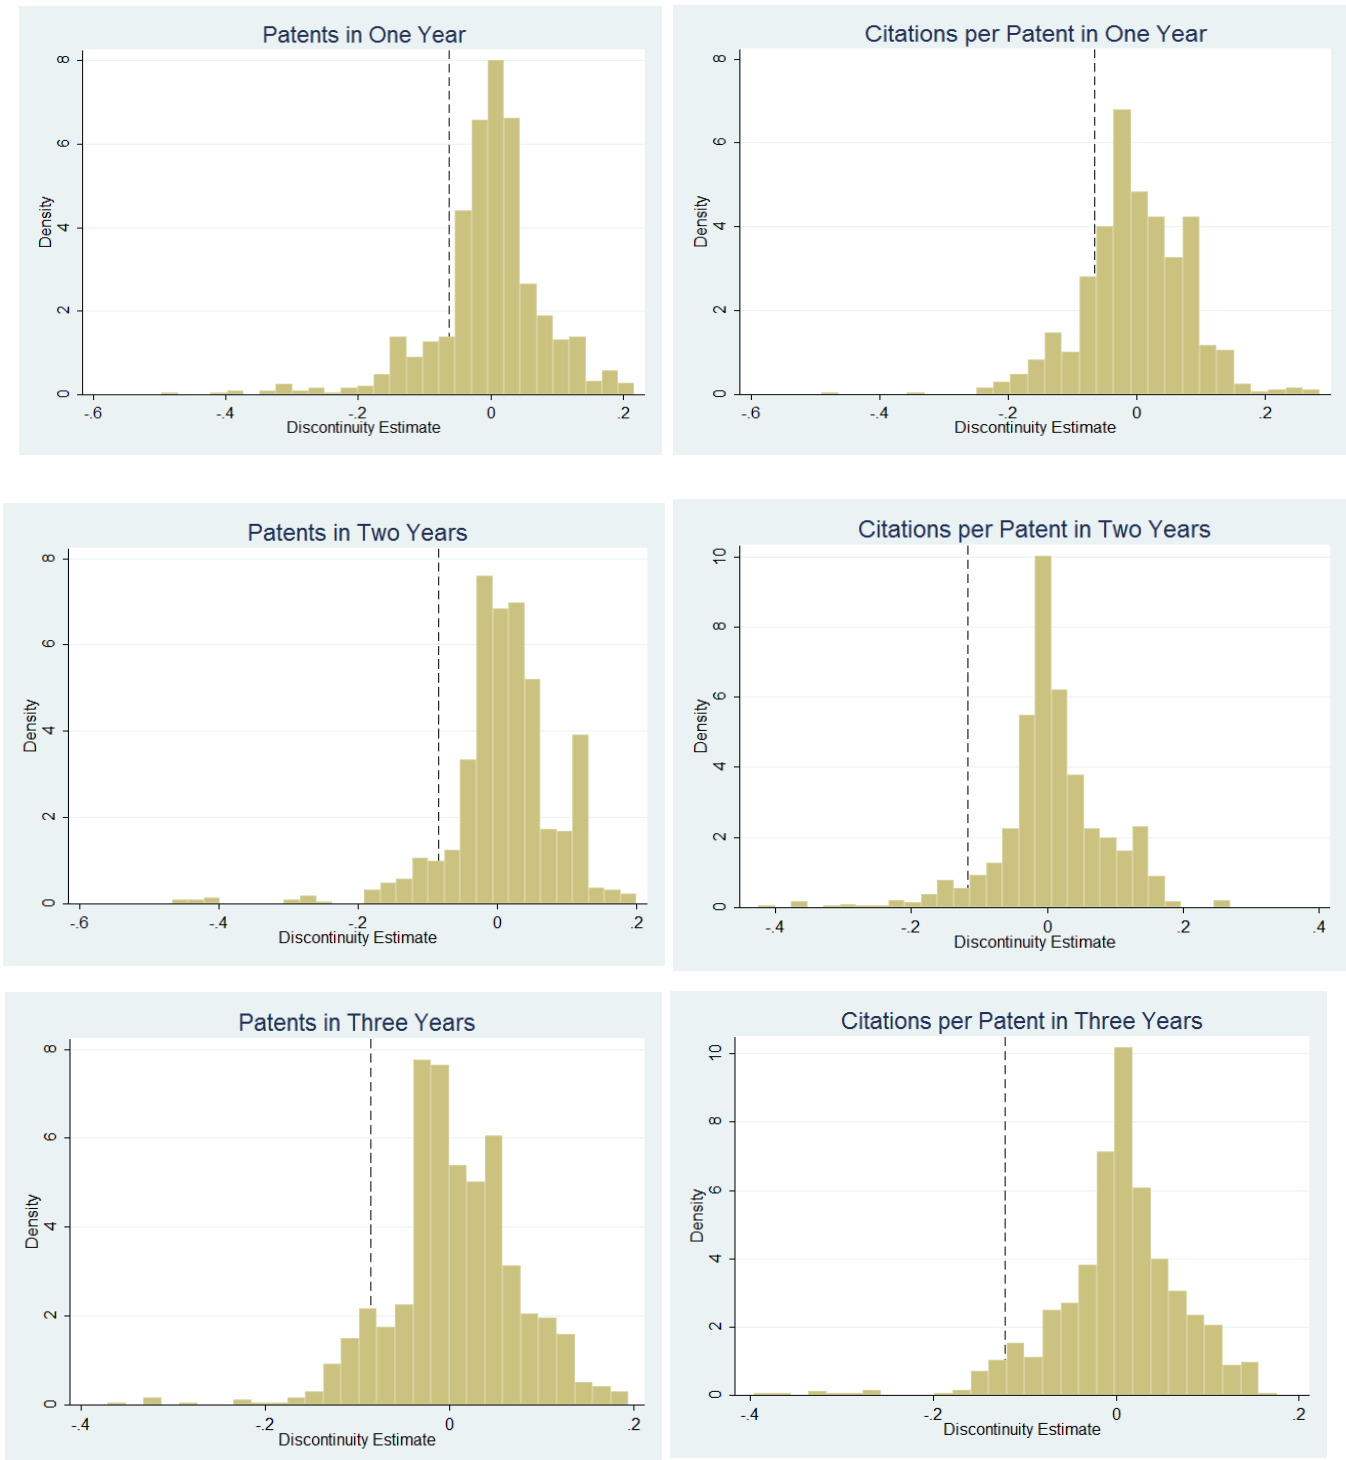 Patents in One Year
Density
8
6
4
2
0
-.6 -.4 -.2 0 .2
Discontinuity Estimate
Citations per Patent in One Year
Density
8
6
4
2
0
-.6 -.4 -.2 0 .2
Discontinuity Estimate
Patents in Two Years
Density
8
6
4
2
0
-.6 -.4 -.2 0 .2
Discontinuity Estimate
Citations per Patent in Two Years
Density
10
8
6
4
2
0
-.4 -.2 0 .2 .4
Discontinuity Estimate
Patents in Three Years
Density
8
6
4
2
0
-.4 -.2 0 .2
Discontinuity Estimate
Citations per Patent in Three Years
Density
10
8
6
4
2
0
-.4 -.2 0 .2
Discontinuity Estimate